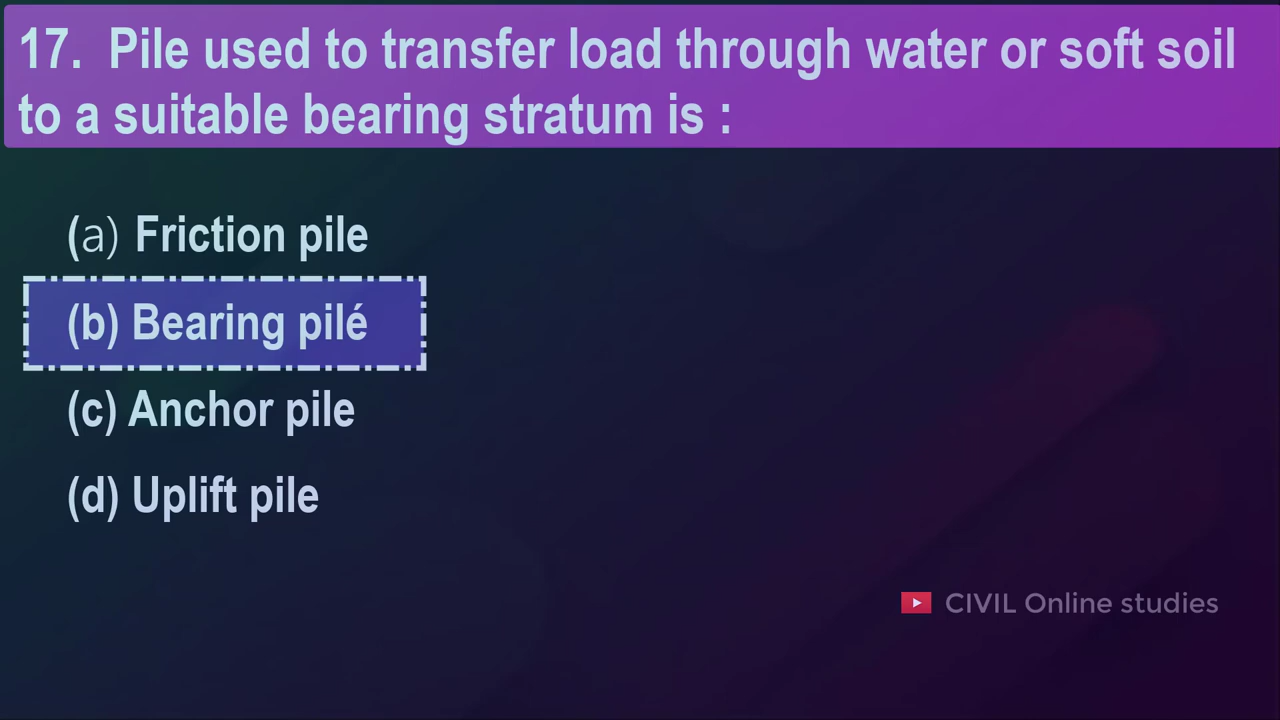 17. Pile used to transfer load through water or soft soil
to a suitable bearing stratum is :
(a) Friction pile
(b) Bearing pilé
(c) Anchor pile
(d) Uplift pile
CIVIL Online studies